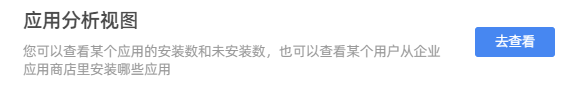 应用分析视图
您可以查看某个应用的安装数和未安装数，也可以查看某个用户从企业
应用商店里安装哪些应用
去查看